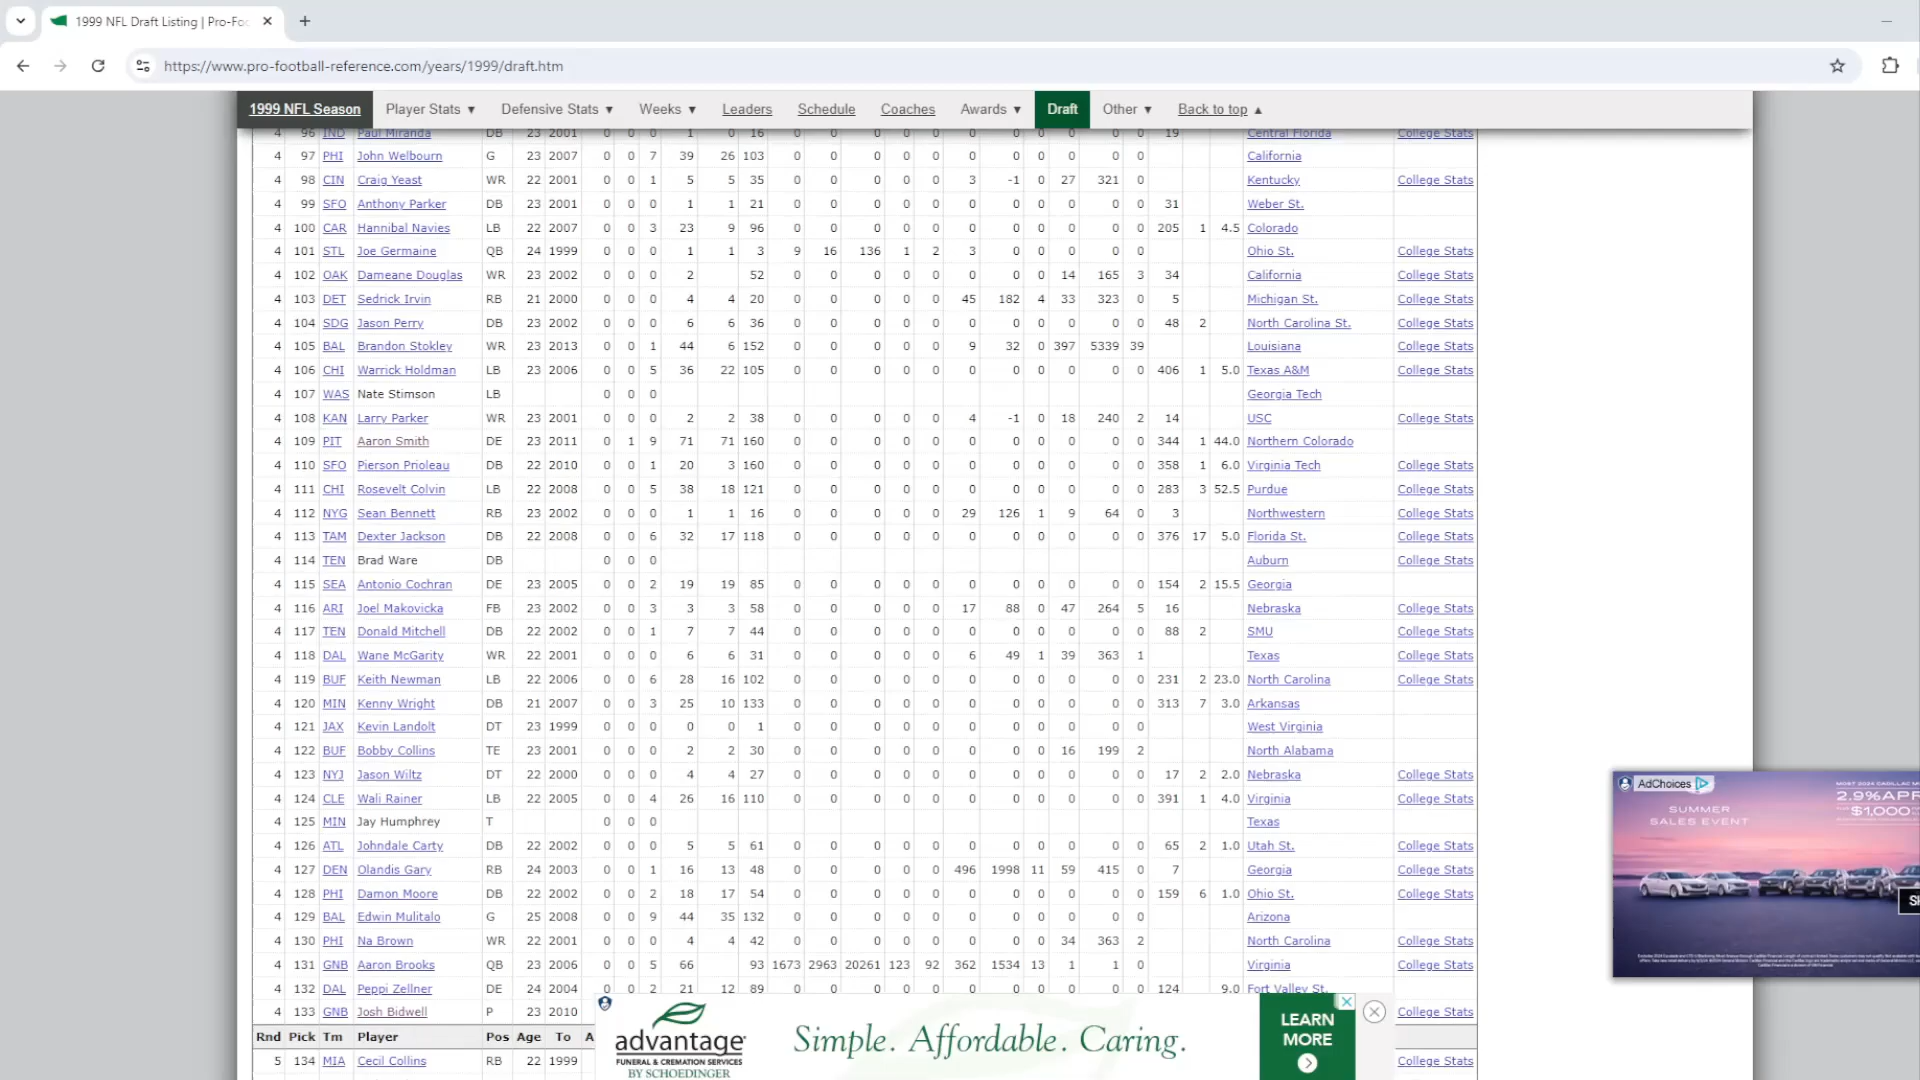 1999 NFL Draft Listing | Pro-Foo
https://www.pro-football-reference.com/years/1999/draft.htm
1999 NFL Season Player Stats ▼ Defensive Stats ▼ Weeks ▼ Leaders Schedule Coaches Awards ▼ Draft Other ▼ Back to top ▲
4 96 IND Paul Miranda DB 23 2001 0 0 0 1 0 16 0 0 0 0 0 0 0 0 0 0 0 19 Central Florida College Stats
4 97 PHI John Welbourn G 23 2007 0 0 7 39 26 103 0 0 0 0 0 0 0 0 0 0 0 California
4 98 CIN Craig Yeast WR 22 2001 0 0 1 5 5 35 0 0 0 0 0 3 -1 0 27 321 0 Kentucky College Stats
4 99 SFO Anthony Parker DB 23 2001 0 0 0 1 1 21 0 0 0 0 0 0 0 0 0 0 0 31 Weber St.
4 100 CAR Hannibal Navies LB 22 2007 0 0 3 23 9 96 0 0 0 0 0 0 0 0 0 0 0 205 1 4.5 Colorado
4 101 STL Joe Germaine QB 24 1999 0 0 0 1 1 3 9 16 136 1 2 3 0 0 0 0 0 Ohio St. College Stats
4 102 OAK Dameane Douglas WR 23 2002 0 0 0 2 52 0 0 0 0 0 0 0 0 14 165 3 34 California College Stats
4 103 DET Sedrick Irvin RB 21 2000 0 0 0 4 4 20 0 0 0 0 0 45 182 4 33 323 0 5 Michigan St. College Stats
4 104 SDG Jason Perry DB 23 2002 0 0 0 6 6 36 0 0 0 0 0 0 0 0 0 0 0 48 2 North Carolina St. College Stats
4 105 BAL Brandon Stokley WR 23 2013 0 0 1 44 6 152 0 0 0 0 0 9 32 0 397 5339 39 Louisiana College Stats
4 106 CHI Warrick Holdman LB 23 2006 0 0 5 36 22 105 0 0 0 0 0 0 0 0 0 0 0 406 1 5.0 Texas A&M College Stats
4 107 WAS Nate Stimson LB 0 0 0 Georgia Tech
4 108 KAN Larry Parker WR 23 2001 0 0 0 2 2 38 0 0 0 0 0 4 -1 0 18 240 2 14 USC College Stats
4 109 PIT Aaron Smith DE 23 2011 0 1 9 71 71 160 0 0 0 0 0 0 0 0 0 0 0 344 1 44.0 Northern Colorado
4 110 SFO Pierson Prioleau DB 22 2010 0 0 1 20 3 160 0 0 0 0 0 0 0 0 0 0 0 358 1 6.0 Virginia Tech College Stats
4 111 CHI Rosevelt Colvin LB 22 2008 0 0 5 38 18 121 0 0 0 0 0 0 0 0 0 0 0 283 3 52.5 Purdue College Stats
4 112 NYG Sean Bennett RB 23 2002 0 0 0 1 1 16 0 0 0 0 0 29 126 1 9 64 0 3 Northwestern College Stats
4 113 TAM Dexter Jackson DB 22 2008 0 0 6 32 17 118 0 0 0 0 0 0 0 0 0 0 0 376 17 5.0 Florida St. College Stats
4 114 TEN Brad Ware DB 0 0 0 Auburn College Stats
4 115 SEA Antonio Cochran DE 23 2005 0 0 2 19 19 85 0 0 0 0 0 0 0 0 0 0 0 154 2 15.5 Georgia
4 116 ARI Joel Makovicka FB 23 2002 0 0 3 3 3 58 0 0 0 0 0 17 88 0 47 264 5 16 Nebraska College Stats
4 117 TEN Donald Mitchell DB 22 2002 0 0 1 7 7 44 0 0 0 0 0 0 0 0 0 0 0 88 2 SMU College Stats
4 118 DAL Wane McGarity WR 22 2001 0 0 0 6 6 31 0 0 0 0 0 6 49 1 39 363 1 Texas College Stats
4 119 BUF Keith Newman LB 22 2006 0 0 6 28 16 102 0 0 0 0 0 0 0 0 0 0 0 231 2 23.0 North Carolina College Stats
4 120 MIN Kenny Wright DB 21 2007 0 0 3 25 10 133 0 0 0 0 0 0 0 0 0 0 0 313 7 3.0 Arkansas
4 121 JAX Kevin Landolt DT 23 1999 0 0 0 0 0 1 0 0 0 0 0 0 0 0 0 0 0 West Virginia
4 122 BUF Bobby Collins TE 23 2001 0 0 0 2 2 30 0 0 0 0 0 0 0 0 16 199 2 North Alabama
4 123 NYJ Jason Wiltz DT 22 2000 0 0 0 4 4 27 0 0 0 0 0 0 0 0 0 0 0 17 2 2.0 Nebraska College Stats
4 124 CLE Wali Rainer LB 22 2005 0 0 4 26 16 110 0 0 0 0 0 0 0 0 0 0 0 391 1 4.0 Virginia College Stats
4 125 MIN Jay Humphrey T 0 0 0 Texas
4 126 ATL Johndale Carty DB 22 2002 0 0 0 5 5 61 0 0 0 0 0 0 0 0 0 0 0 65 2 1.0 Utah St. College Stats
4 127 DEN Olandis Gary RB 24 2003 0 0 1 16 13 48 0 0 0 0 0 496 1998 11 59 415 0 7 Georgia College Stats
4 128 PHI Damon Moore DB 22 2002 0 0 2 18 17 54 0 0 0 0 0 0 0 0 0 0 0 159 6 1.0 Ohio St. College Stats
4 129 BAL Edwin Mulitalo G 25 2008 0 0 9 44 35 132 0 0 0 0 0 0 0 0 0 0 0 Arizona
4 130 PHI Na Brown WR 22 2001 0 0 0 4 4 42 0 0 0 0 0 0 0 0 34 363 2 North Carolina College Stats
4 131 GNB Aaron Brooks QB 23 2006 0 0 5 66 93 1673 2963 20261 123 92 362 1534 13 1 1 0 Virginia College Stats
4 132 DAL Peppi Zellner DE 24 2004 0 0 2 21 12 89 0 0 0 0 0 0 0 0 0 0 0 124 9.0 Fort Valley St.
4 133 GNB Josh Bidwell P 23 2010 College Stats
Rnd Pick Tm Player Pos Age To A
5 134 MIA Cecil Collins RB 22 1999 College Stats
AdChoices
SUMMER
SALES EVENT
2.9% APR
$1,000
advantage
FUNERAL & CREMATION SERVICES
BY SCHOEDINGER
Simple. Affordable. Caring.
LEARN
MORE